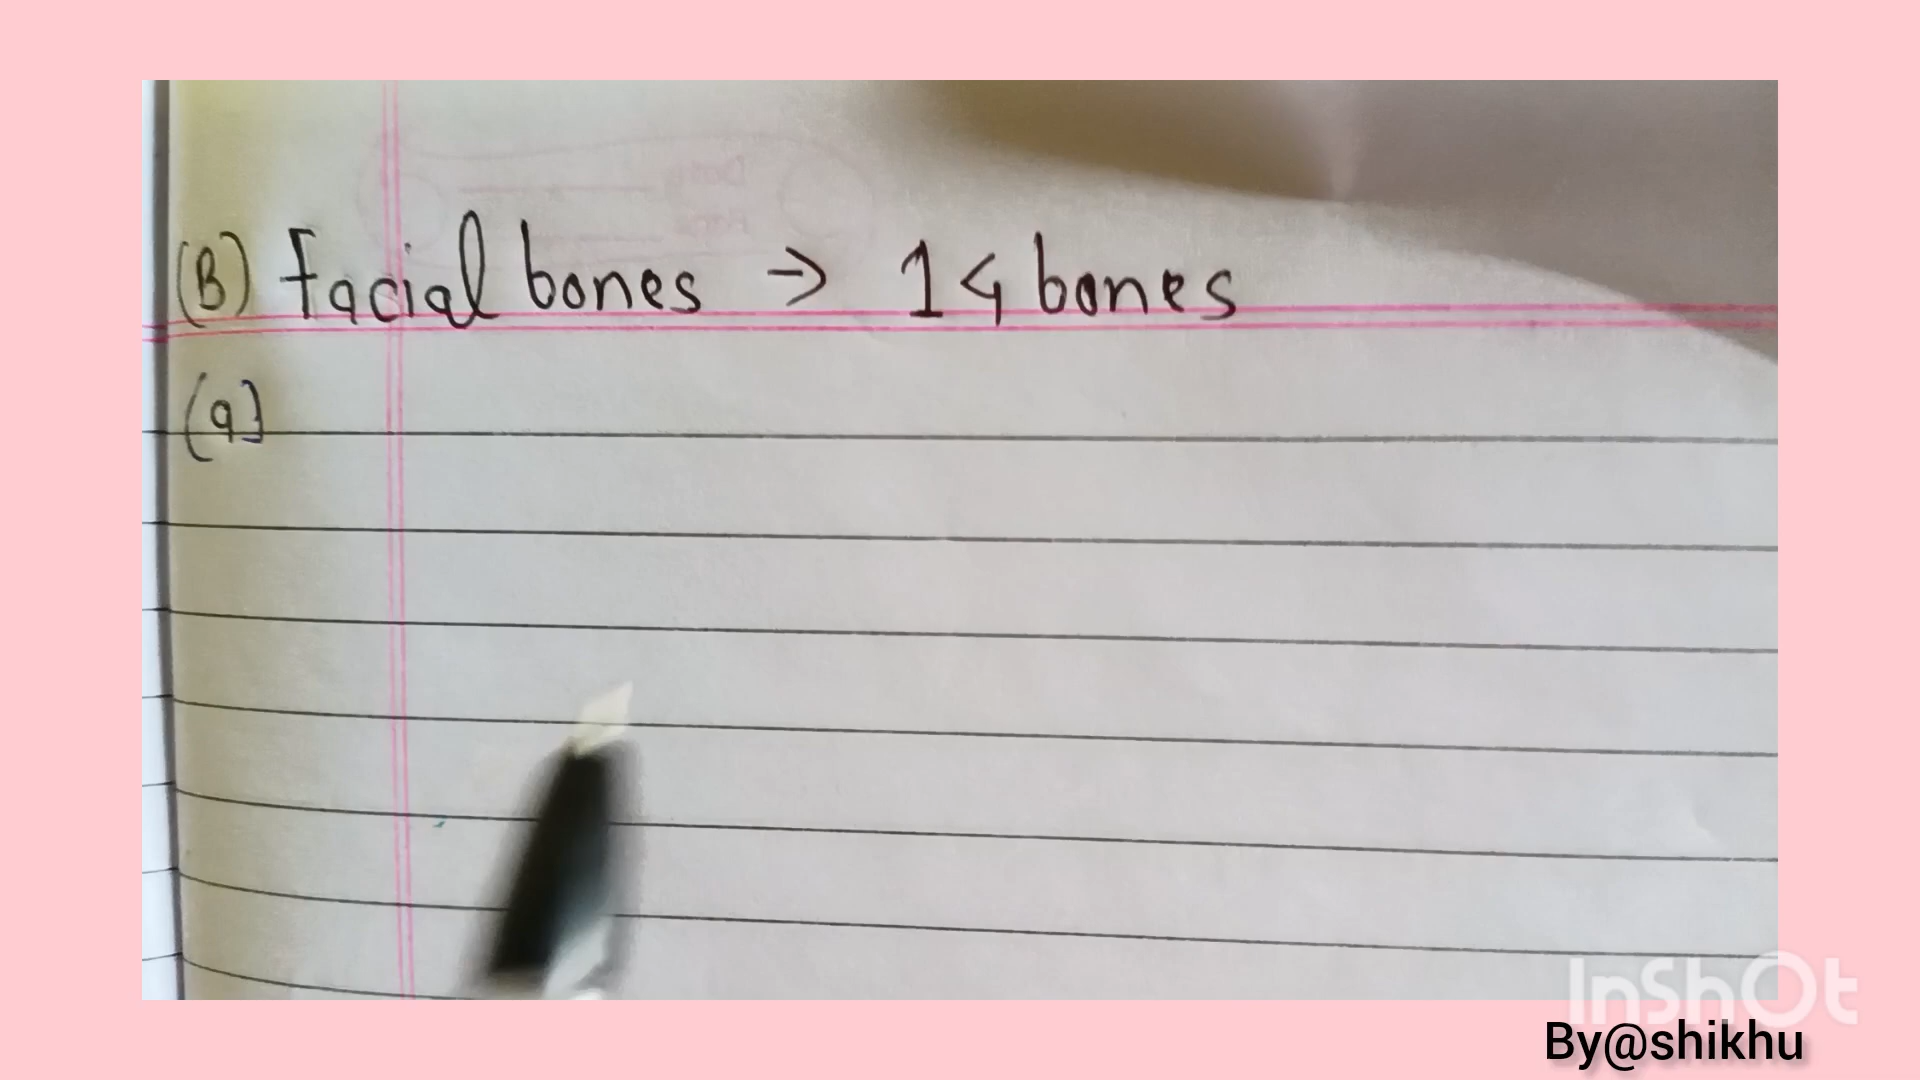 (B) Facial bones → 14 bones
(a)
InShOt
By@shikhu